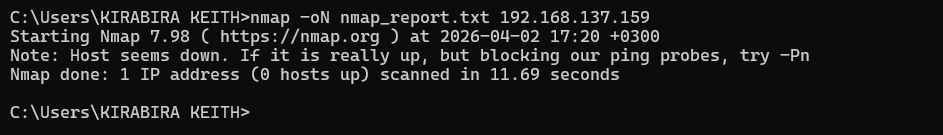 C:\Users\KIRABIRA KEITH>nmap -oN nmap_report.txt 192.168.137.159
Starting Nmap 7.98 ( https://nmap.org ) at 2026-04-02 17:20 +0300
Note: Host seems down. If it is really up, but blocking our ping probes, try -Pn
Nmap done: 1 IP address (0 hosts up) scanned in 11.69 seconds
C:\Users\KIRABIRA KEITH>